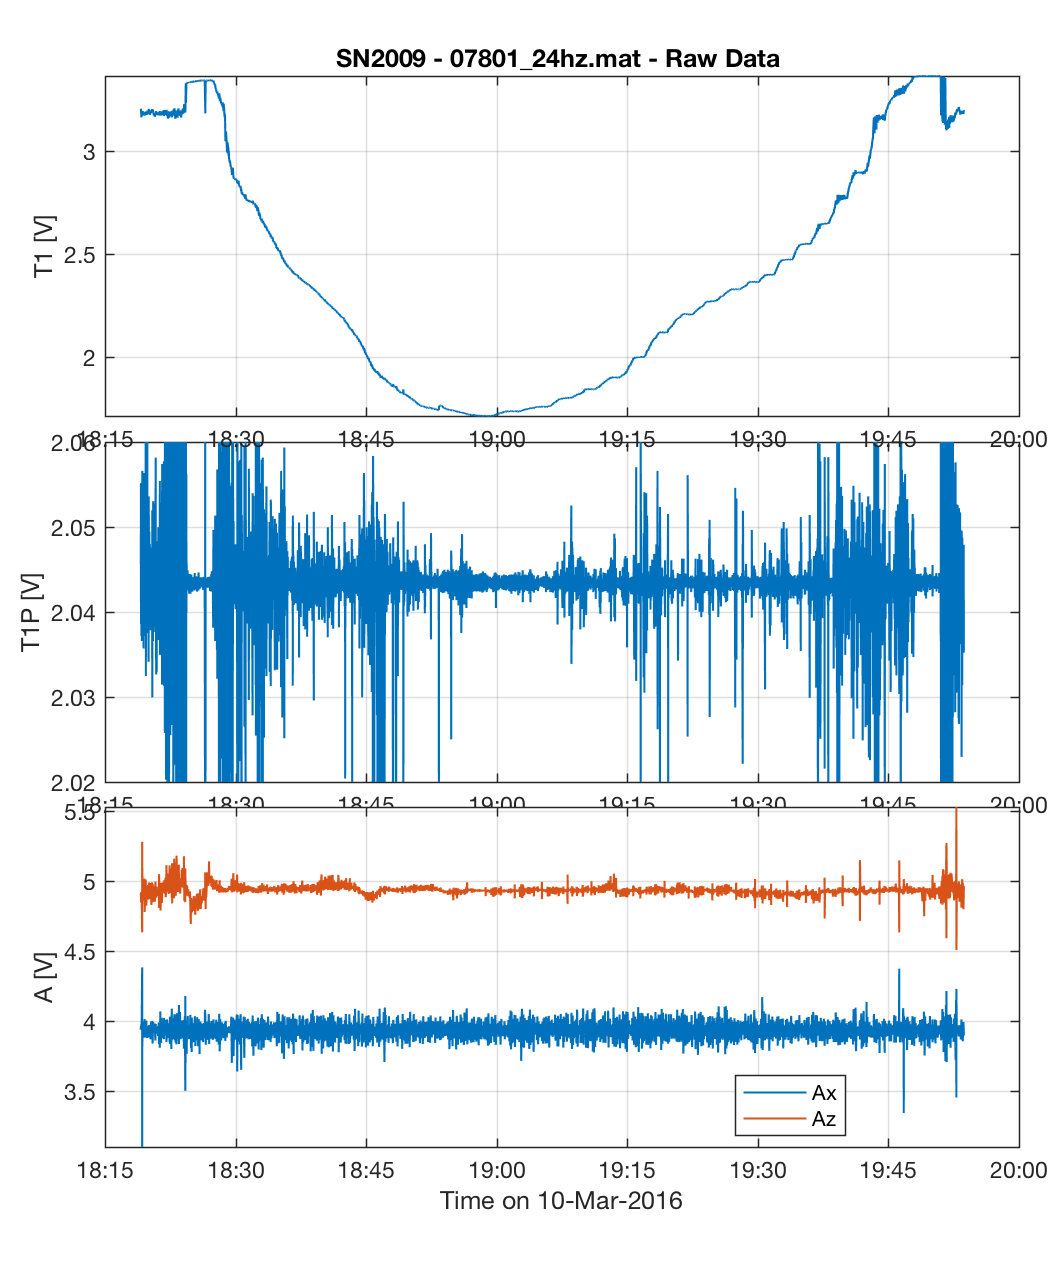 SN2009 - 07801_24hz.mat - Raw Data
3
2.5
2
T1 [V]
18:15 18:30 18:45 19:00 19:15 19:30 19:45 20:00
2.06
2.05
2.04
2.03
2.02
T1P [V]
18:15 18:30 18:45 19:00 19:15 19:30 19:45 20:00
5.5
5
4.5
4
3.5
A [V]
Ax
Az
18:15 18:30 18:45 19:00 19:15 19:30 19:45 20:00
Time on 10-Mar-2016